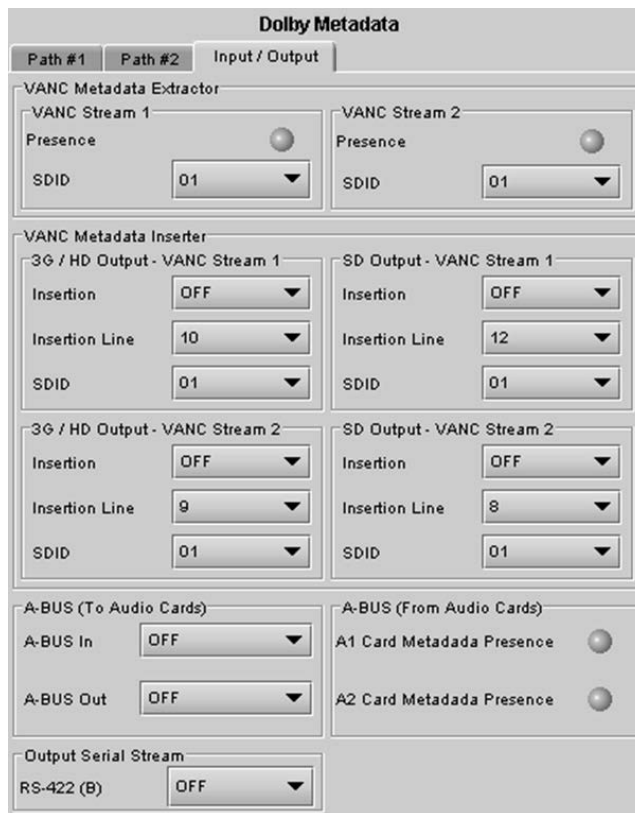 Dolby Metadata
Path #1 Path #2 Input / Output
VANC Metadata Extractor
VANC Stream 1
Presence
SDID 01
VANC Stream 2
Presence
SDID 01
VANC Metadata Inserter
3G / HD Output - VANC Stream 1
Insertion OFF
Insertion Line 10
SDID 01
SD Output - VANC Stream 1
Insertion OFF
Insertion Line 12
SDID 01
3G / HD Output - VANC Stream 2
Insertion OFF
Insertion Line 9
SDID 01
SD Output - VANC Stream 2
Insertion OFF
Insertion Line 8
SDID 01
A-BUS (To Audio Cards)
A-BUS In OFF
A-BUS Out OFF
A-BUS (From Audio Cards)
A1 Card Metadada Presence
A2 Card Metadada Presence
Output Serial Stream
RS-422 (B) OFF